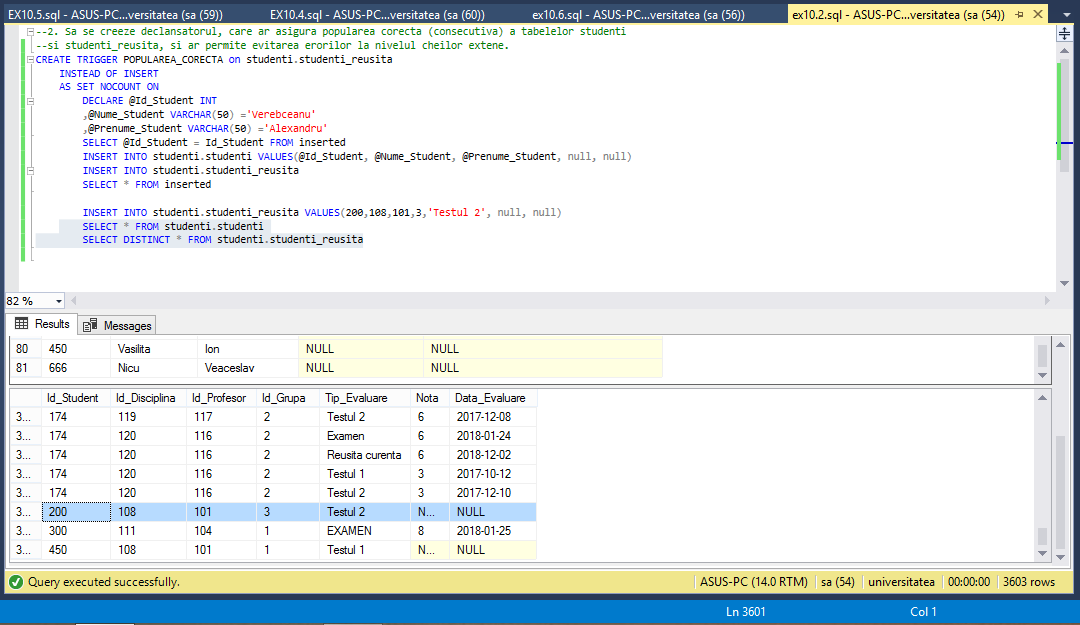 EX10.5.sql - ASUS-PC...versitatea (sa (59)) EX10.4.sql - ASUS-PC...versitatea (sa (60)) ex10.6.sql - ASUS-PC...versitatea (sa (56)) ex10.2.sql - ASUS-PC...versitatea (sa (54))
--2. Sa se creeze declansatorul, care ar asigura popularea corecta (consecutiva) a tabelelor studenti
--si studenti_reusita, si ar permite evitarea erorilor la nivelul cheilor extene.
CREATE TRIGGER POPULAREA_CORECTA on studenti.studenti_reusita
INSTEAD OF INSERT
AS SET NOCOUNT ON
DECLARE @Id_Student INT
,@Nume_Student VARCHAR(50) ='Verebceanu'
,@Prenume_Student VARCHAR(50) ='Alexandru'
SELECT @Id_Student = Id_Student FROM inserted
INSERT INTO studenti.studenti VALUES(@Id_Student, @Nume_Student, @Prenume_Student, null, null)
INSERT INTO studenti.studenti_reusita
SELECT * FROM inserted
INSERT INTO studenti.studenti_reusita VALUES(200,108,101,3,'Testul 2', null, null)
SELECT * FROM studenti.studenti
SELECT DISTINCT * FROM studenti.studenti_reusita
82 %
Results Messages
80 450 Vasilita Ion NULL NULL
81 666 Nicu Veaceslav NULL NULL
Id_Student Id_Disciplina Id_Profesor Id_Grupa Tip_Evaluare Nota Data_Evaluare
3... 174 119 117 2 Testul 2 6 2017-12-08
3... 174 120 116 2 Examen 6 2018-01-24
3... 174 120 116 2 Reusita curenta 6 2018-12-02
3... 174 120 116 2 Testul 1 3 2017-10-12
3... 174 120 116 2 Testul 2 3 2017-12-10
3... 200 108 101 3 Testul 2 N... NULL
3... 300 111 104 1 EXAMEN 8 2018-01-25
3... 450 108 101 1 Testul 1 N... NULL
Query executed successfully. ASUS-PC (14.0 RTM) sa (54) universitatea 00:00:00 3603 rows
Ln 3601 Col 1